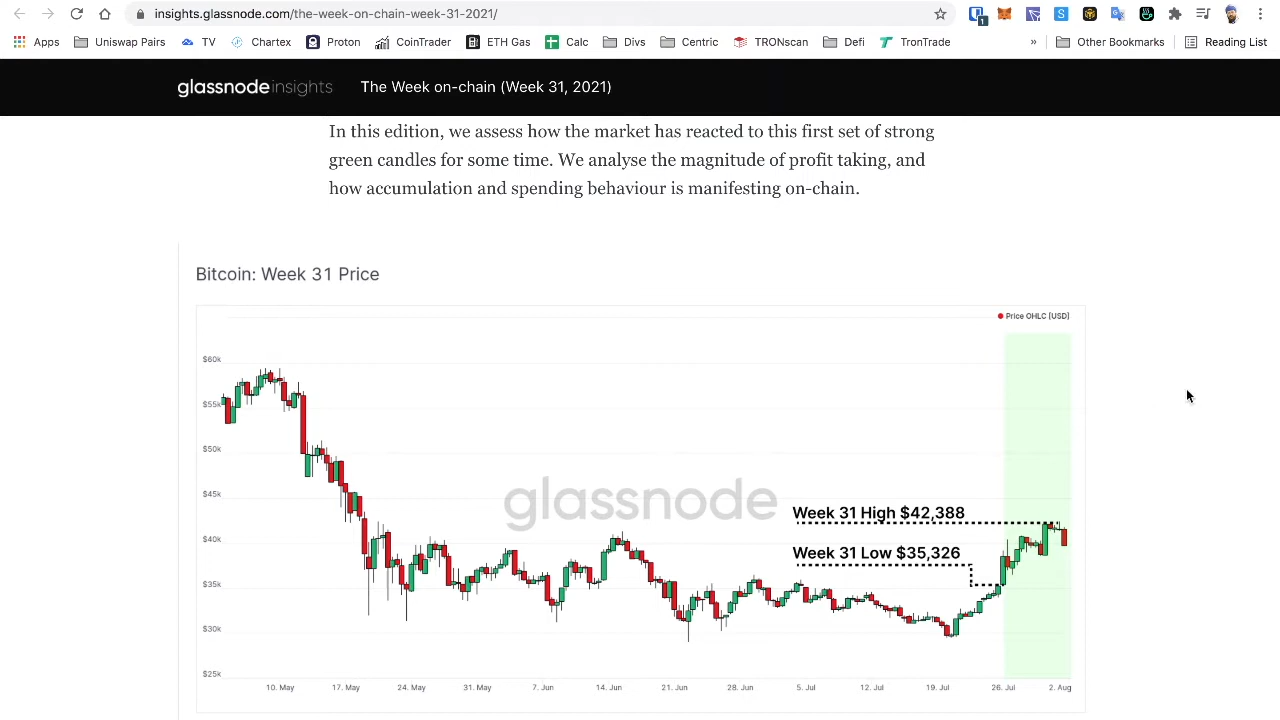 insights.glassnode.com/the-week-on-chain-week-31-2021/
1
Apps Uniswap Pairs TV Chartex Proton CoinTrader ETH Gas Calc Divs Centric TRONscan Defi TronTrade » Other Bookmarks Reading List
glassnodeinsights The Week on-chain (Week 31, 2021)
In this edition, we assess how the market has reacted to this first set of strong
green candles for some time. We analyse the magnitude of profit taking, and
how accumulation and spending behaviour is manifesting on-chain.
Bitcoin: Week 31 Price
Price OHLC [USD]
$60k
$55k
$50k
$45k
glassnode
Week 31 High $42,388
$40k
Week 31 Low $35,326
$35k
$30k
$25k
10. May 17. May 24. May 31. May 7. Jun 14. Jun 21. Jun 28. Jun 5. Jul 12. Jul 19. Jul 26. Jul 2. Aug